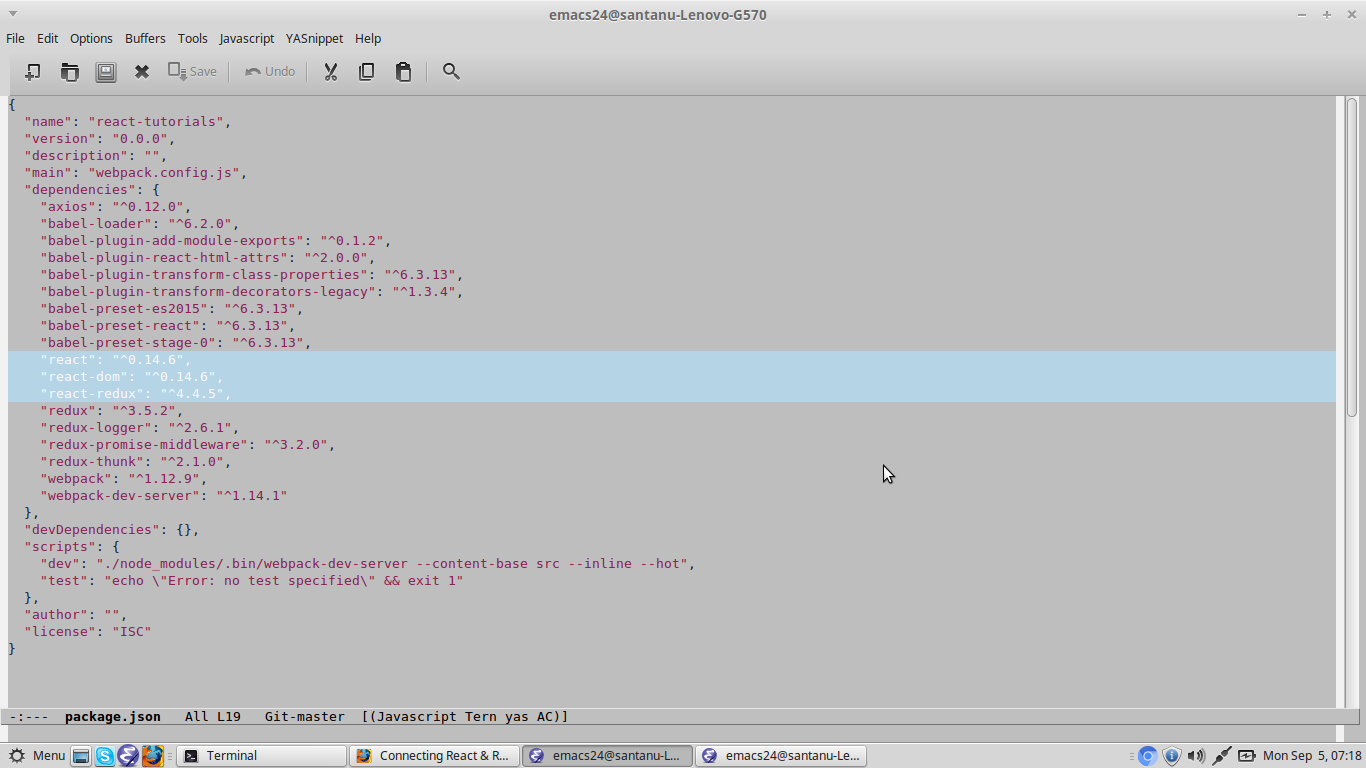 emacs24@santanu-Lenovo-G570
File Edit Options Buffers Tools Javascript YASnippet Help
Save Undo
{
  "name": "react-tutorials",
  "version": "0.0.0",
  "description": "",
  "main": "webpack.config.js",
  "dependencies": {
    "axios": "^0.12.0",
    "babel-loader": "^6.2.0",
    "babel-plugin-add-module-exports": "^0.1.2",
    "babel-plugin-react-html-attrs": "^2.0.0",
    "babel-plugin-transform-class-properties": "^6.3.13",
    "babel-plugin-transform-decorators-legacy": "^1.3.4",
    "babel-preset-es2015": "^6.3.13",
    "babel-preset-react": "^6.3.13",
    "babel-preset-stage-0": "^6.3.13",
    "react": "^0.14.6",
    "react-dom": "^0.14.6",
    "react-redux": "^4.4.5",
    "redux": "^3.5.2",
    "redux-logger": "^2.6.1",
    "redux-promise-middleware": "^3.2.0",
    "redux-thunk": "^2.1.0",
    "webpack": "^1.12.9",
    "webpack-dev-server": "^1.14.1"
  },
  "devDependencies": {},
  "scripts": {
    "dev": "./node_modules/.bin/webpack-dev-server --content-base src --inline --hot",
    "test": "echo \"Error: no test specified\" && exit 1"
  },
  "author": "",
  "license": "ISC"
}
-:--- package.json All L19 Git-master [(Javascript Tern yas AC)]
Menu Terminal Connecting React & R... emacs24@santanu-L... emacs24@santanu-Le... Mon Sep 5, 07:18